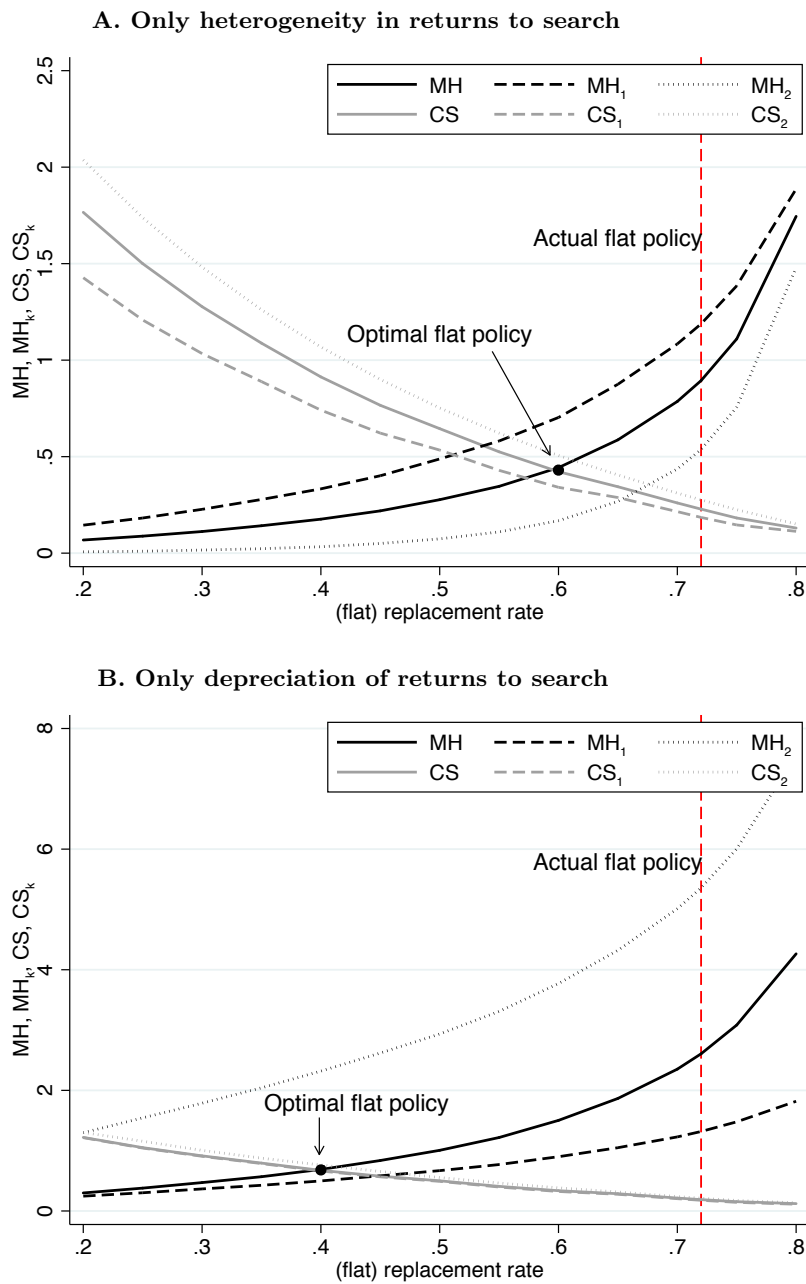 A. Only heterogeneity in returns to search
2.5
MH MH₁ MH₂
CS CS₁ CS₂
2
Actual flat policy
1.5
Optimal flat policy
MH, MHₖ, CS, CSₖ
1
.5
0
.2 .3 .4 .5 .6 .7 .8
(flat) replacement rate
B. Only depreciation of returns to search
8
MH MH₁ MH₂
CS CS₁ CS₂
6
Actual flat policy
MH, MHₖ, CS, CSₖ
4
2
Optimal flat policy
0
.2 .3 .4 .5 .6 .7 .8
(flat) replacement rate